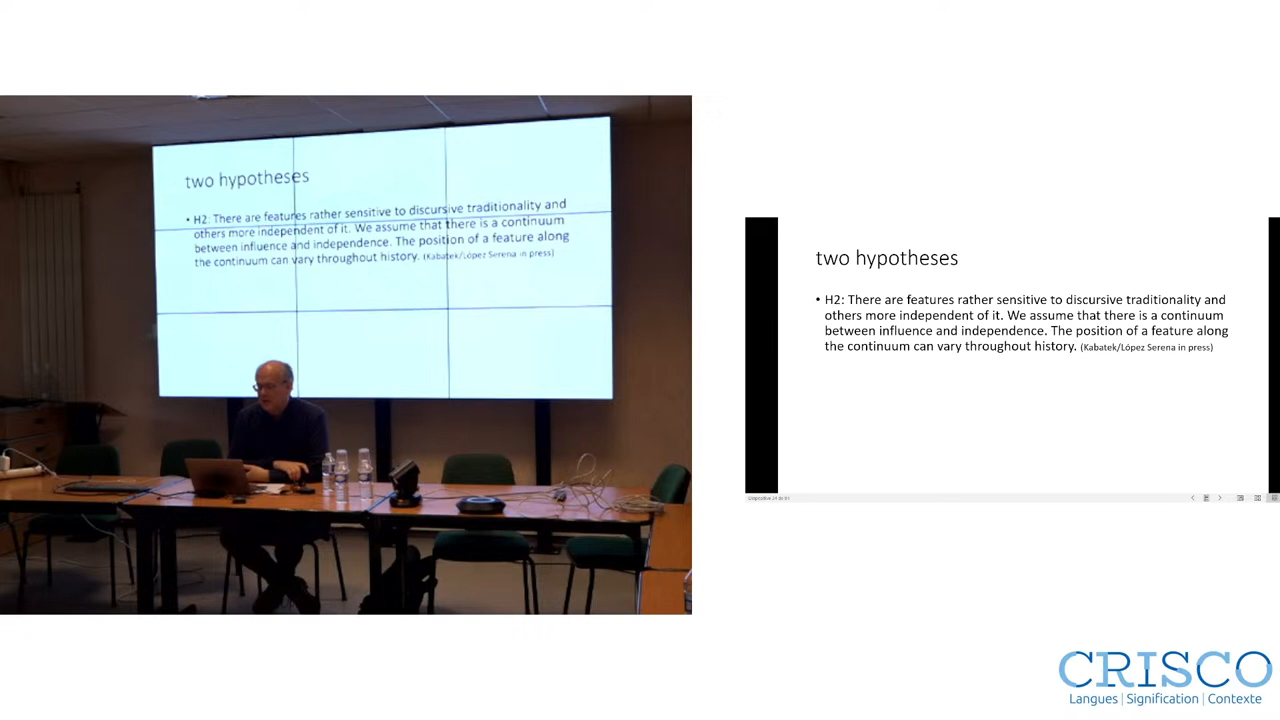 two hypotheses
• H2: There are features rather sensitive to discursive traditionality and
others more independent of it. We assume that there is a continuum
between influence and independence. The position of a feature along
the continuum can vary throughout history. (Kabatek/López Serena in press)
two hypotheses
• H2: There are features rather sensitive to discursive traditionality and
others more independent of it. We assume that there is a continuum
between influence and independence. The position of a feature along
the continuum can vary throughout history. (Kabatek/López Serena in press)
CRISCO
Langues | Signification | Contexte